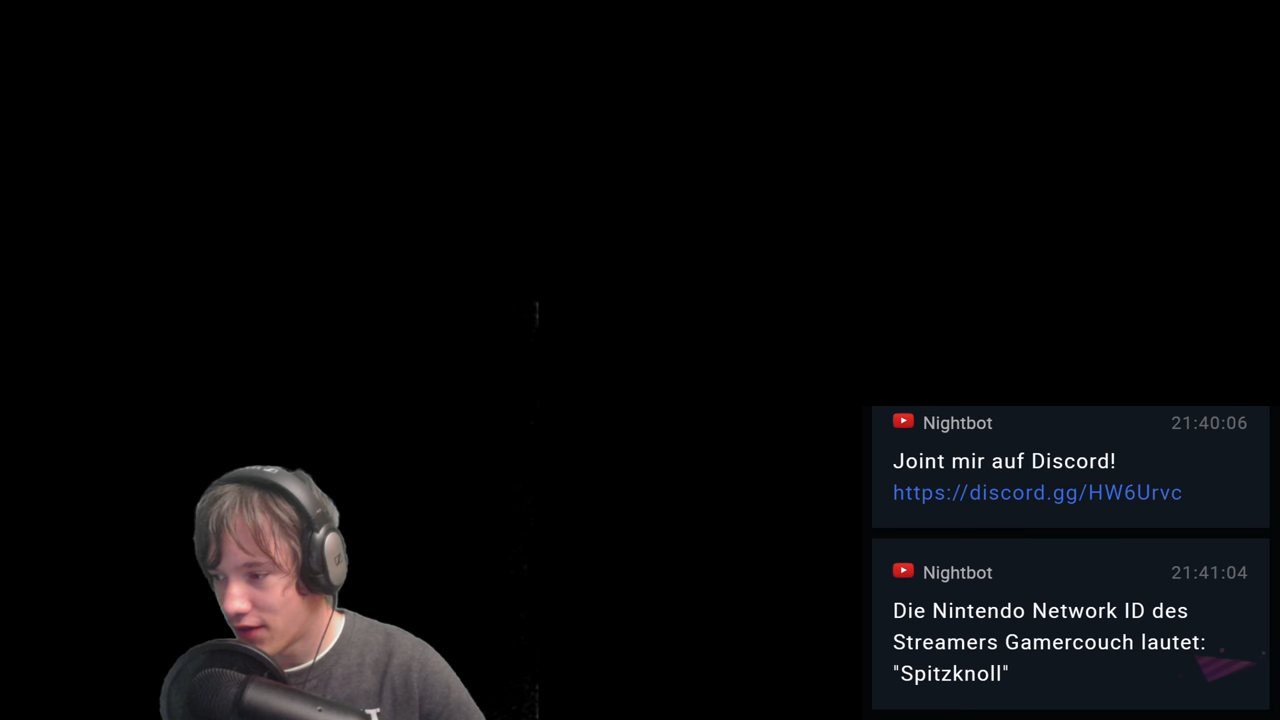 Nightbot 21:40:06
Joint mir auf Discord!
https://discord.gg/HW6Urvc
Nightbot 21:41:04
Die Nintendo Network ID des
Streamers Gamercouch lautet:
"Spitzknoll"